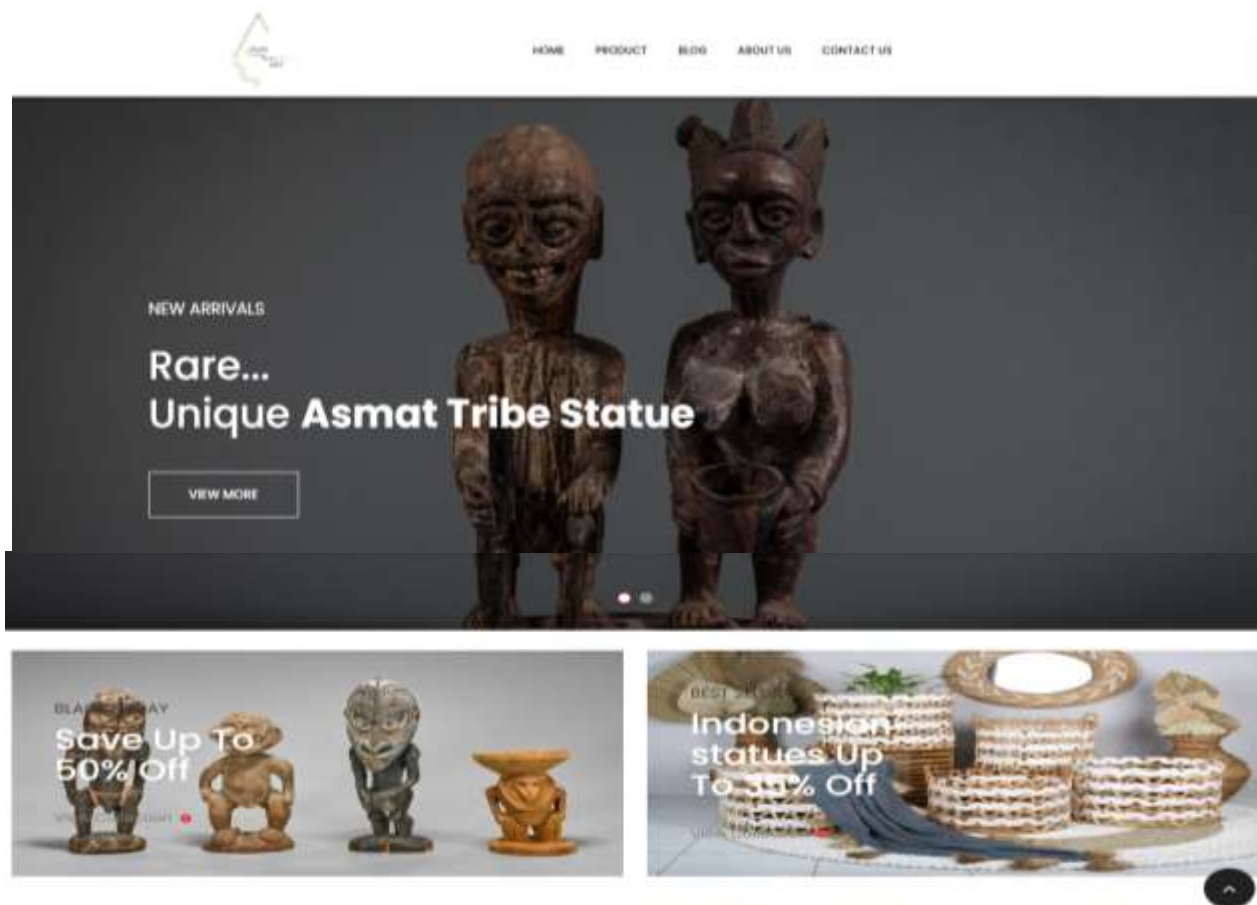 HOME PRODUCT BLOG ABOUT US CONTACT US
NEW ARRIVALS
Rare...
Unique Asmat Tribe Statue
VIEW MORE
Save Up To
50% Off
BEST
Indonesian
statues Up
To 35% Off